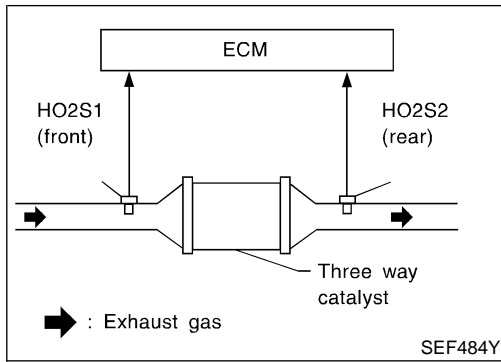 ECM
HO2S1
(front)
HO2S2
(rear)
Three way
catalyst
: Exhaust gas
SEF484Y